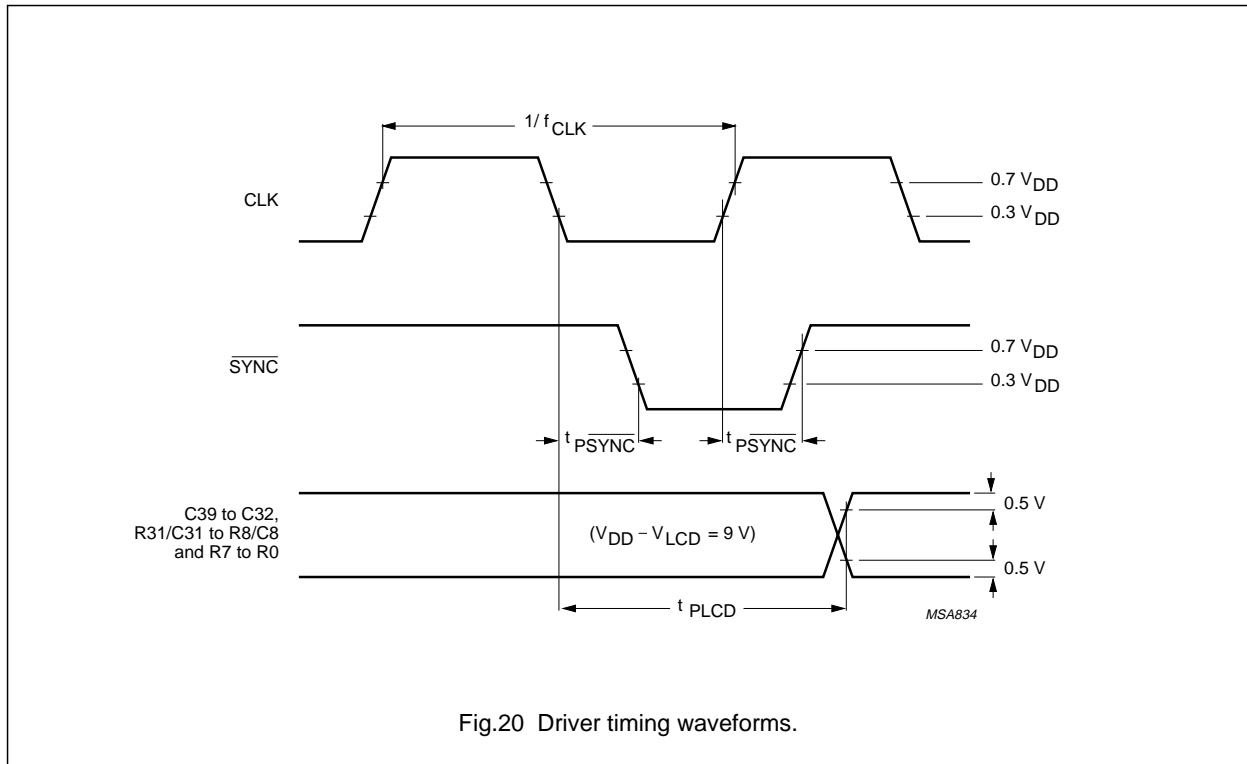 1/ fCLK
CLK
0.7 VDD
0.3 VDD
SYNC
0.7 VDD
0.3 VDD
t PSYNC
t PSYNC
C39 to C32,
R31/C31 to R8/C8
and R7 to R0
(VDD − VLCD = 9 V)
0.5 V
0.5 V
t PLCD
MSA834
Fig.20 Driver timing waveforms.